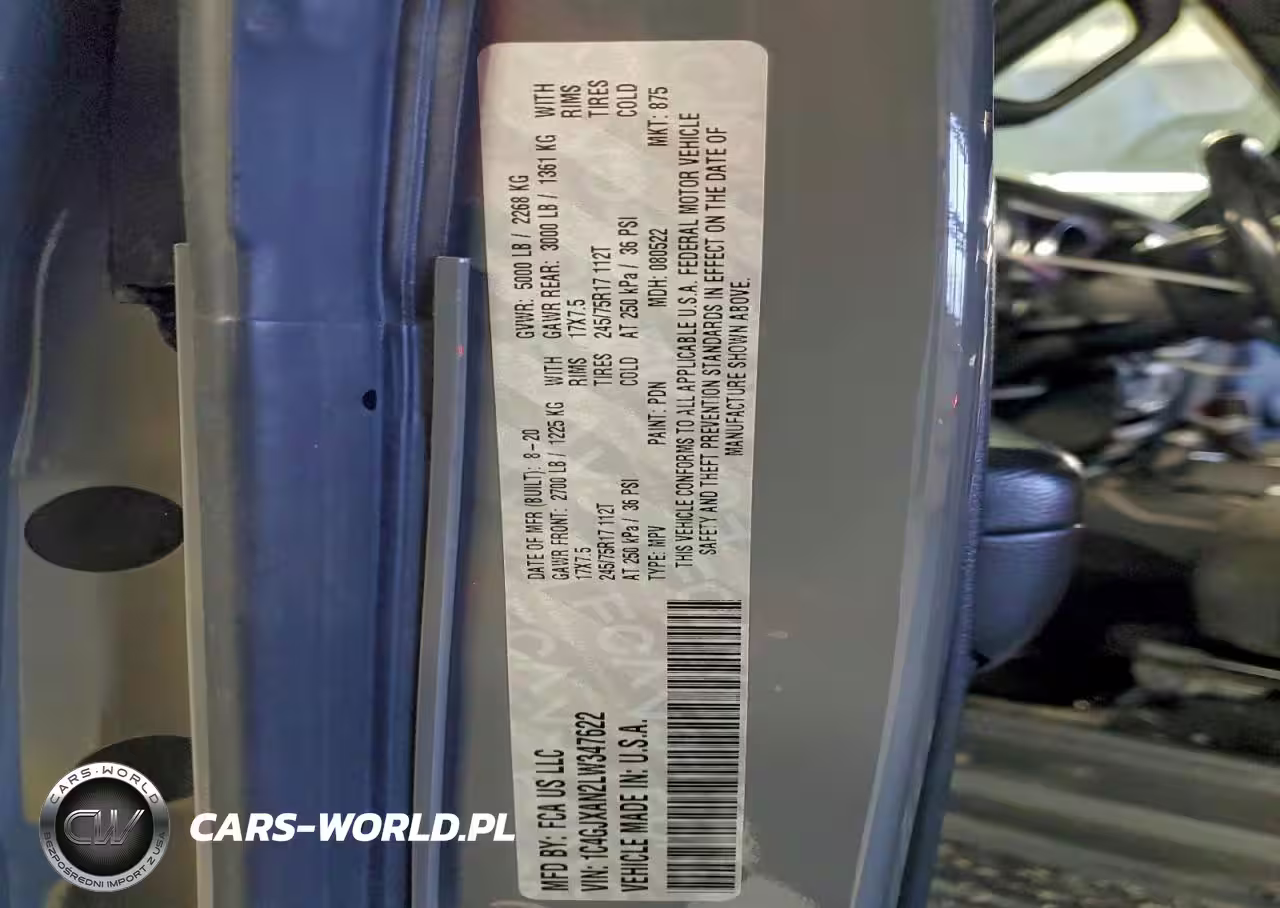 MFD BY: FCA US LLC
VIN: 1C4GJXAN2LW347622
VEHICLE MADE IN: U.S.A.
DATE OF MFR (BUILT): 8-20 GVWR: 5000 LB / 2268 KG
GAWR FRONT: 2700 LB / 1225 KG WITH GAWR REAR: 3000 LB / 1361 KG WITH
17X7.5 RIMS 17X7.5 RIMS
245/75R17 112T TIRES 245/75R17 112T TIRES
AT 250 kPa / 36 PSI COLD AT 250 kPa / 36 PSI COLD
TYPE: MPV PAINT: PDN MDH: 080522 MKT: 875
THIS VEHICLE CONFORMS TO ALL APPLICABLE U.S.A. FEDERAL MOTOR VEHICLE
SAFETY AND THEFT PREVENTION STANDARDS IN EFFECT ON THE DATE OF
MANUFACTURE SHOWN ABOVE.
CARS-WORLD
CW
BEZPOŚREDNI IMPORT Z USA
CARS-WORLD.PL